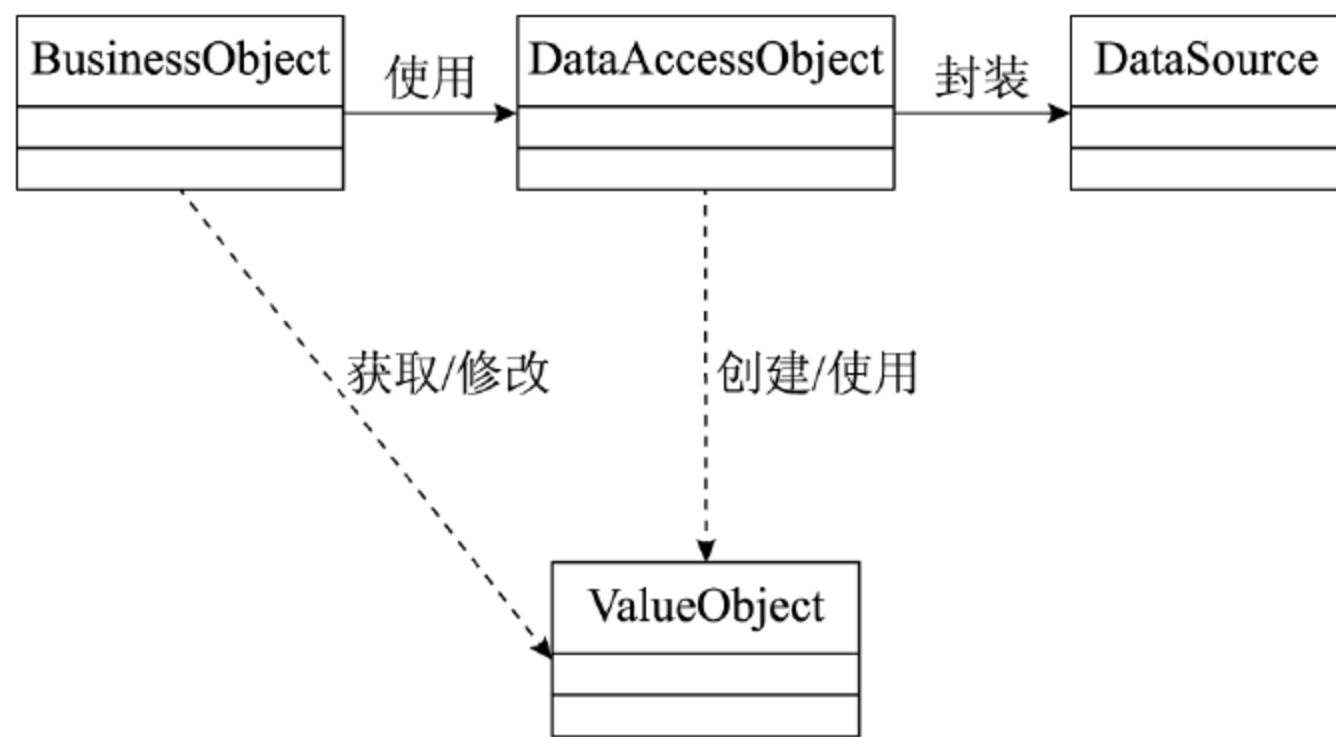 BusinessObject
使用
DataAccessObject
封装
DataSource
获取/修改
创建/使用
ValueObject